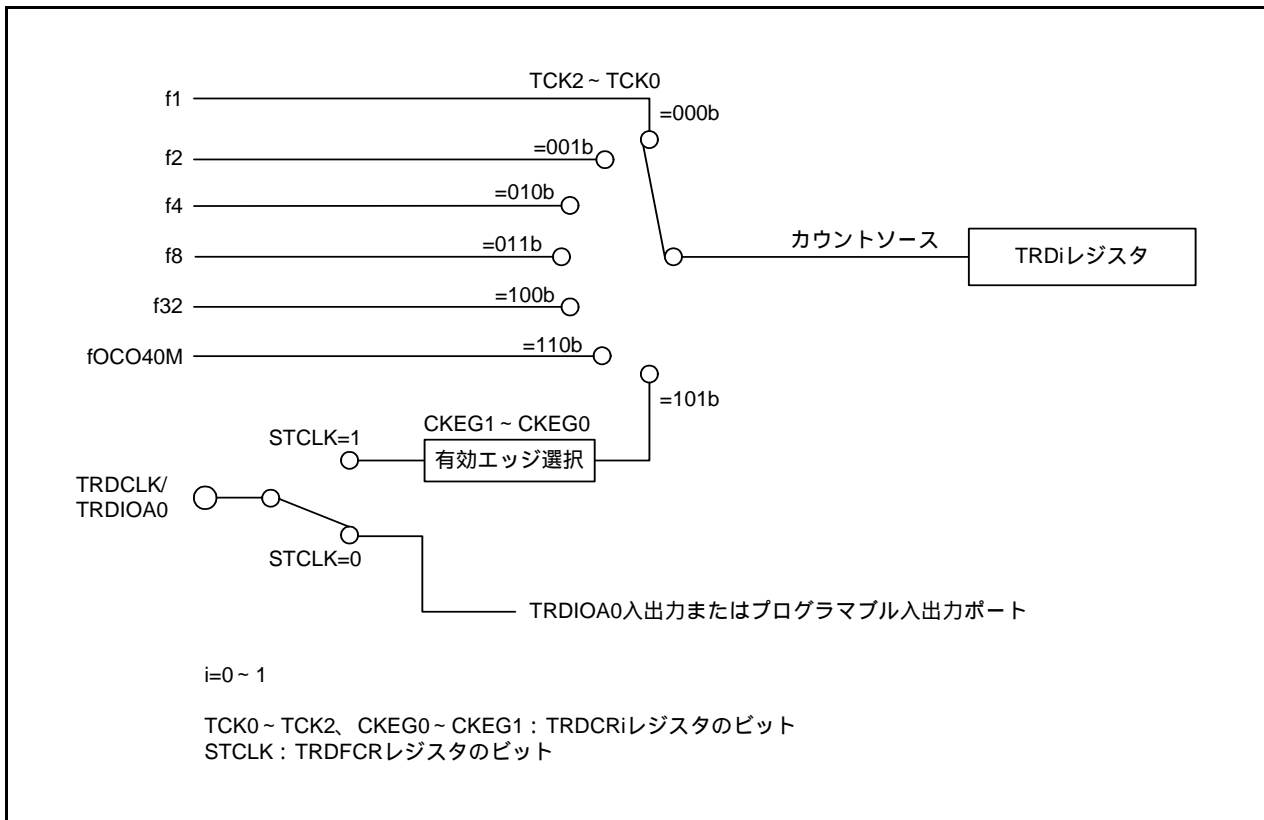 TCK2 ~ TCK0
f1
=000b
f2
=001b
f4
=010b
カウントソース
TRDiレジスタ
f8
=011b
f32
=100b
fOCO40M
=110b
=101b
CKEG1 ~ CKEG0
STCLK=1
有効エッジ選択
TRDCLK/
TRDIOA0
STCLK=0
TRDIOA0入出力またはプログラマブル入出力ポート
i=0 ~ 1
TCK0 ~ TCK2、CKEG0 ~ CKEG1 : TRDCRiレジスタのビット
STCLK : TRDFCRレジスタのビット